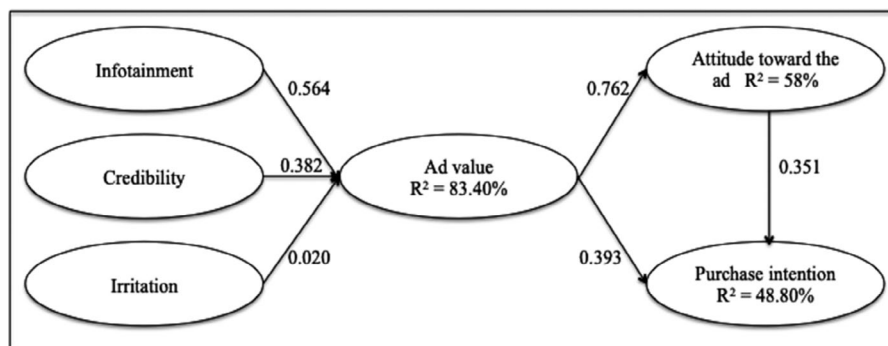 Infotainment
Attitude toward the
ad R² = 58%
0.564
0.762
Credibility
0.382
Ad value
R² = 83.40%
0.351
Irritation
0.020
0.393
Purchase intention
R² = 48.80%